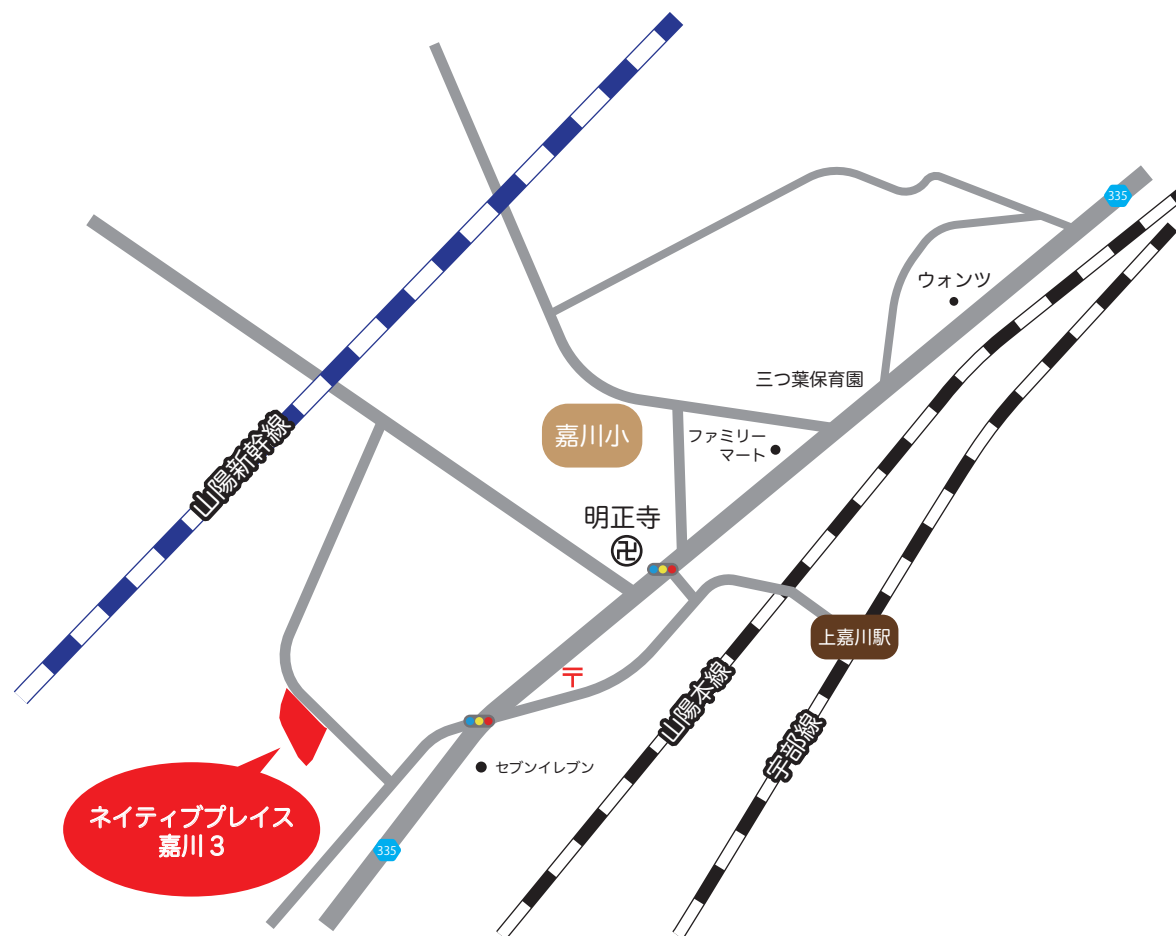 335
ウォンツ
三つ葉保育園
嘉川小
ファミリー
マート
山陽新幹線
明正寺
卍
上嘉川駅
〒
山陽本線
宇部線
セブンイレブン
ネイティブプレイス
嘉川3
335